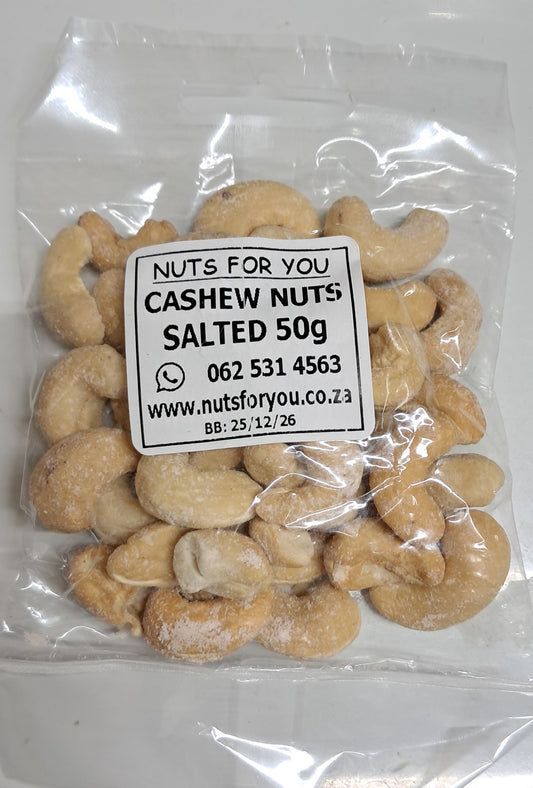 NUTS FOR YOU
CASHEW NUTS
SALTED 50g
062 531 4563
www.nutsforyou.co.za
BB: 25/12/26